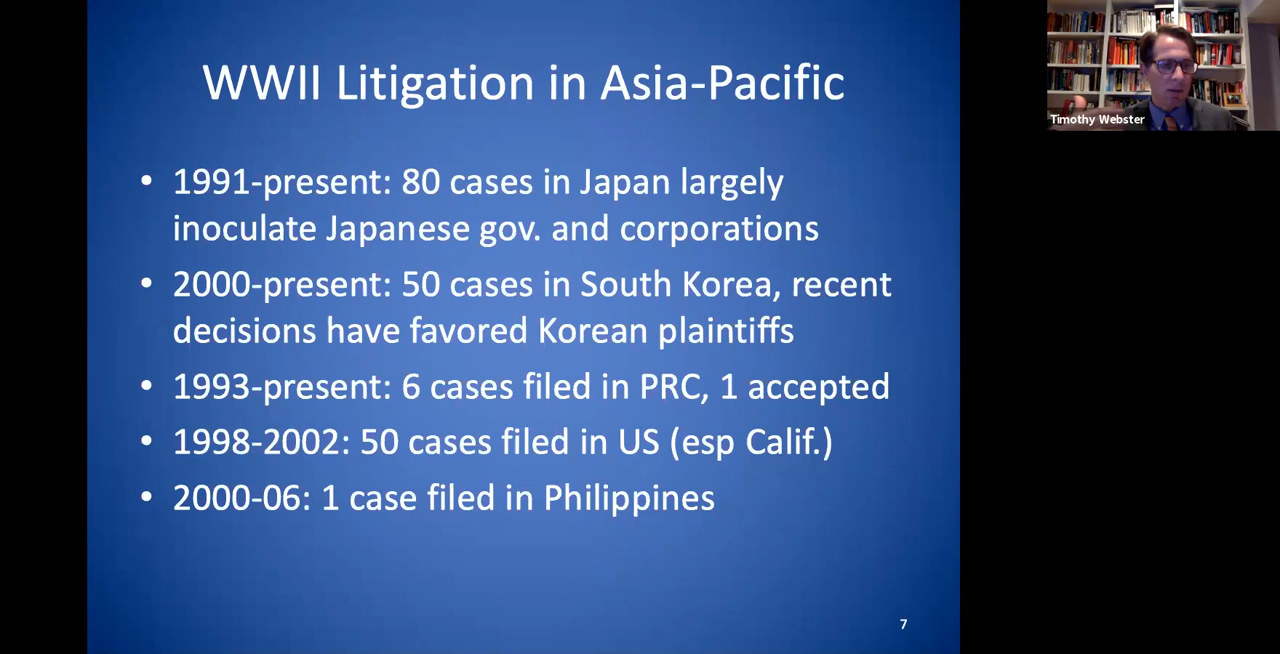 WWII Litigation in Asia-Pacific
• 1991-present: 80 cases in Japan largely
inoculate Japanese gov. and corporations
• 2000-present: 50 cases in South Korea, recent
decisions have favored Korean plaintiffs
• 1993-present: 6 cases filed in PRC, 1 accepted
• 1998-2002: 50 cases filed in US (esp Calif.)
• 2000-06: 1 case filed in Philippines
7
Timothy Webster